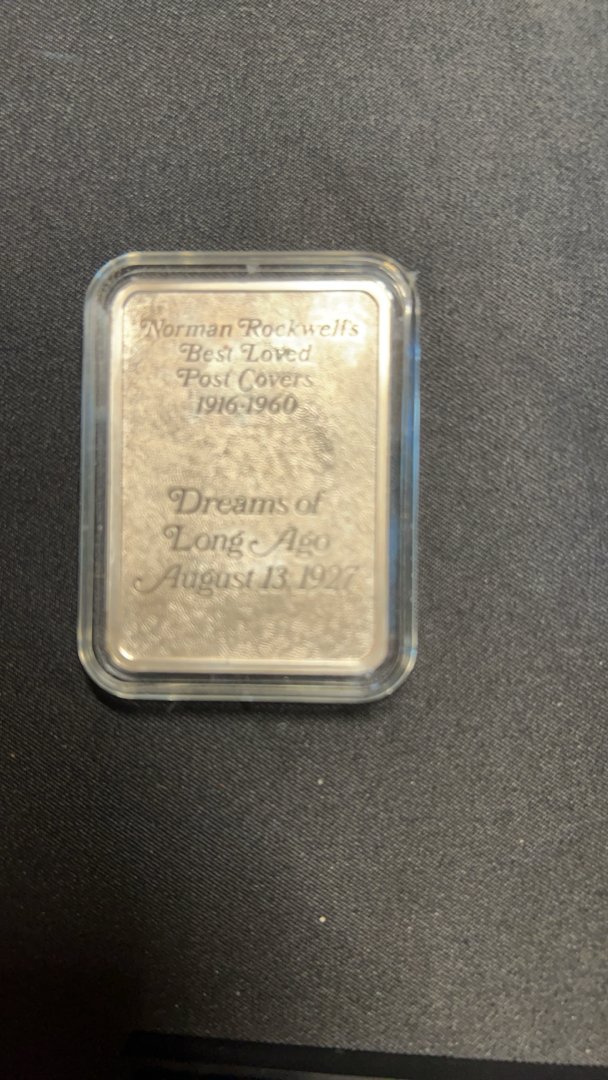 Norman Rockwell's
Best Loved
Post Covers
1916-1960
Dreams of
Long Ago
August 13, 1927